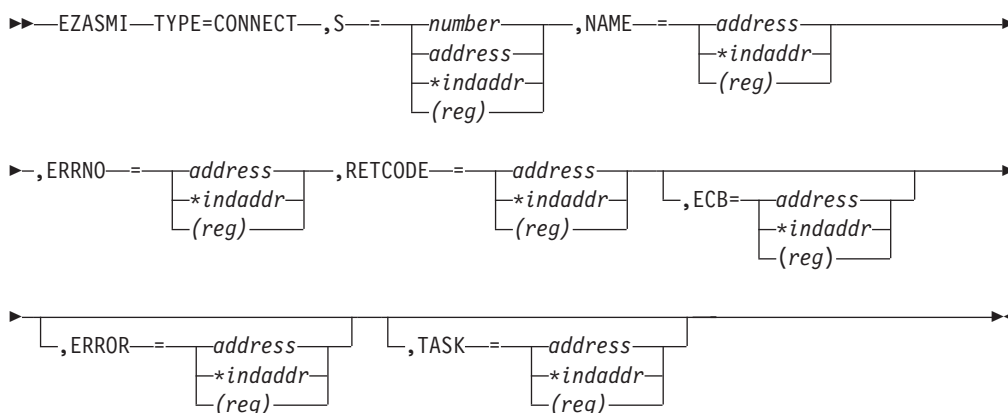 EZASMI TYPE=CONNECT ,S = number ,NAME = address
address *indaddr
*indaddr (reg)
(reg)
,ERRNO = address ,RETCODE = address
*indaddr *indaddr ,ECB= address
(reg) (reg) *indaddr
(reg)
,ERROR = address ,TASK = address
*indaddr *indaddr
(reg) (reg)